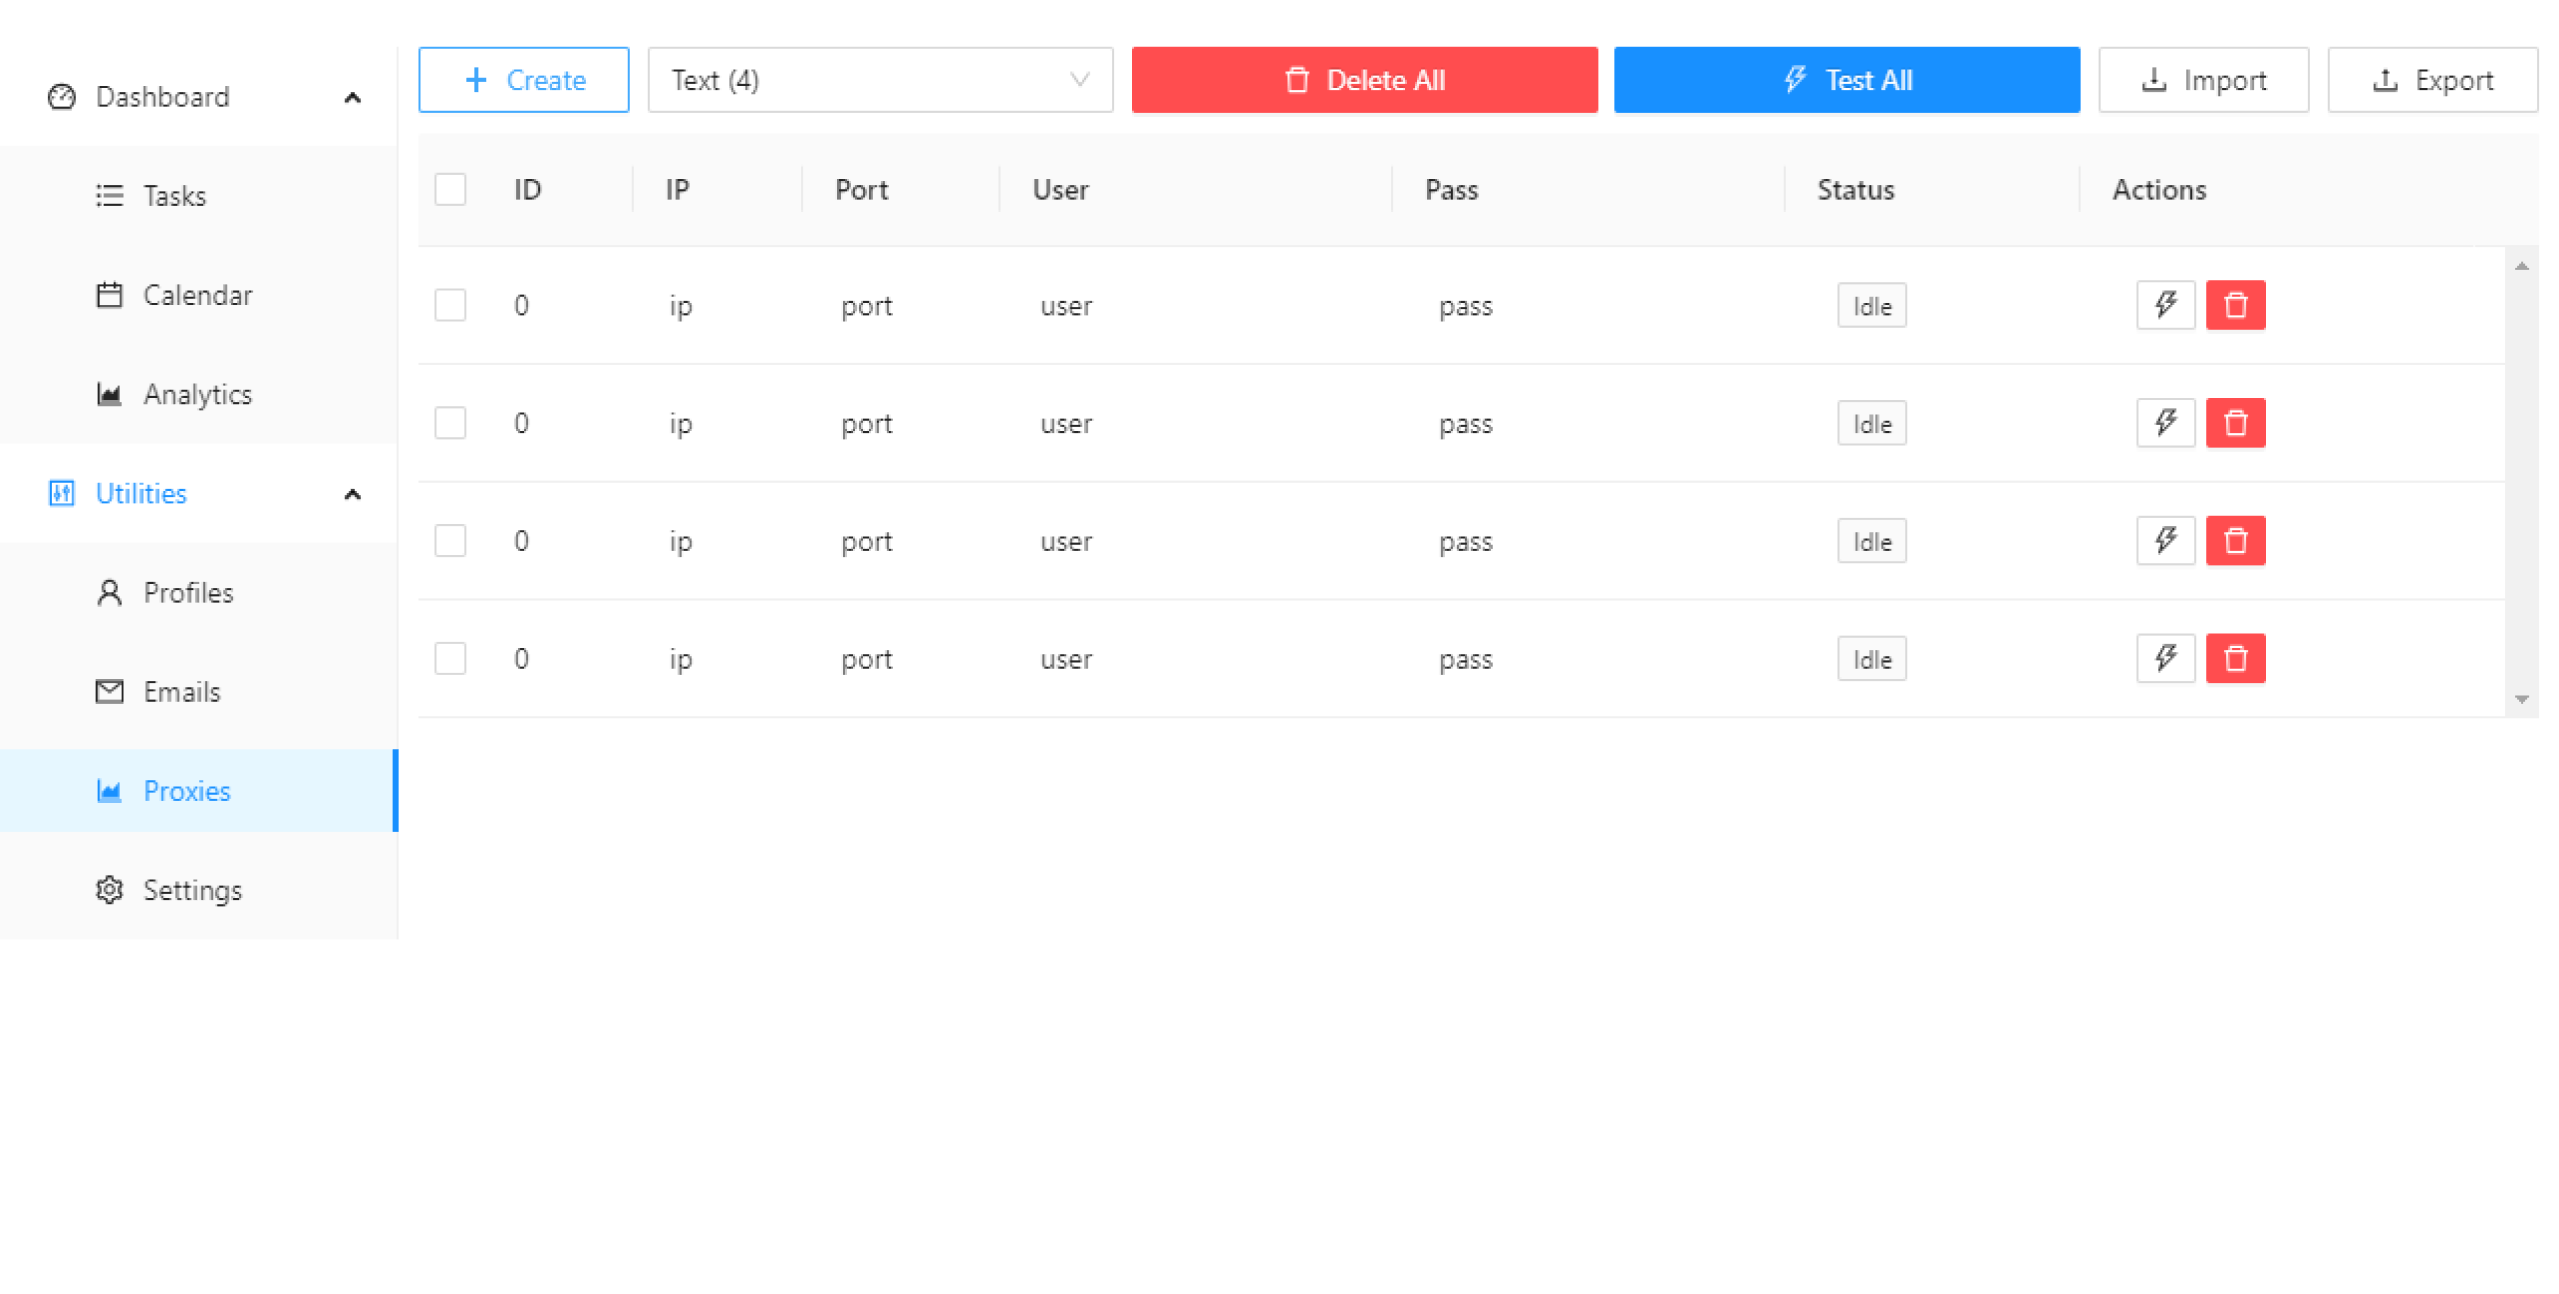 Dashboard
Tasks
Calendar
Analytics
Utilities
Profiles
Emails
Proxies
Settings
Create Text (4) Delete All Test All Import Export
ID IP Port User Pass Status Actions
0 ip port user pass Idle
0 ip port user pass Idle
0 ip port user pass Idle
0 ip port user pass Idle